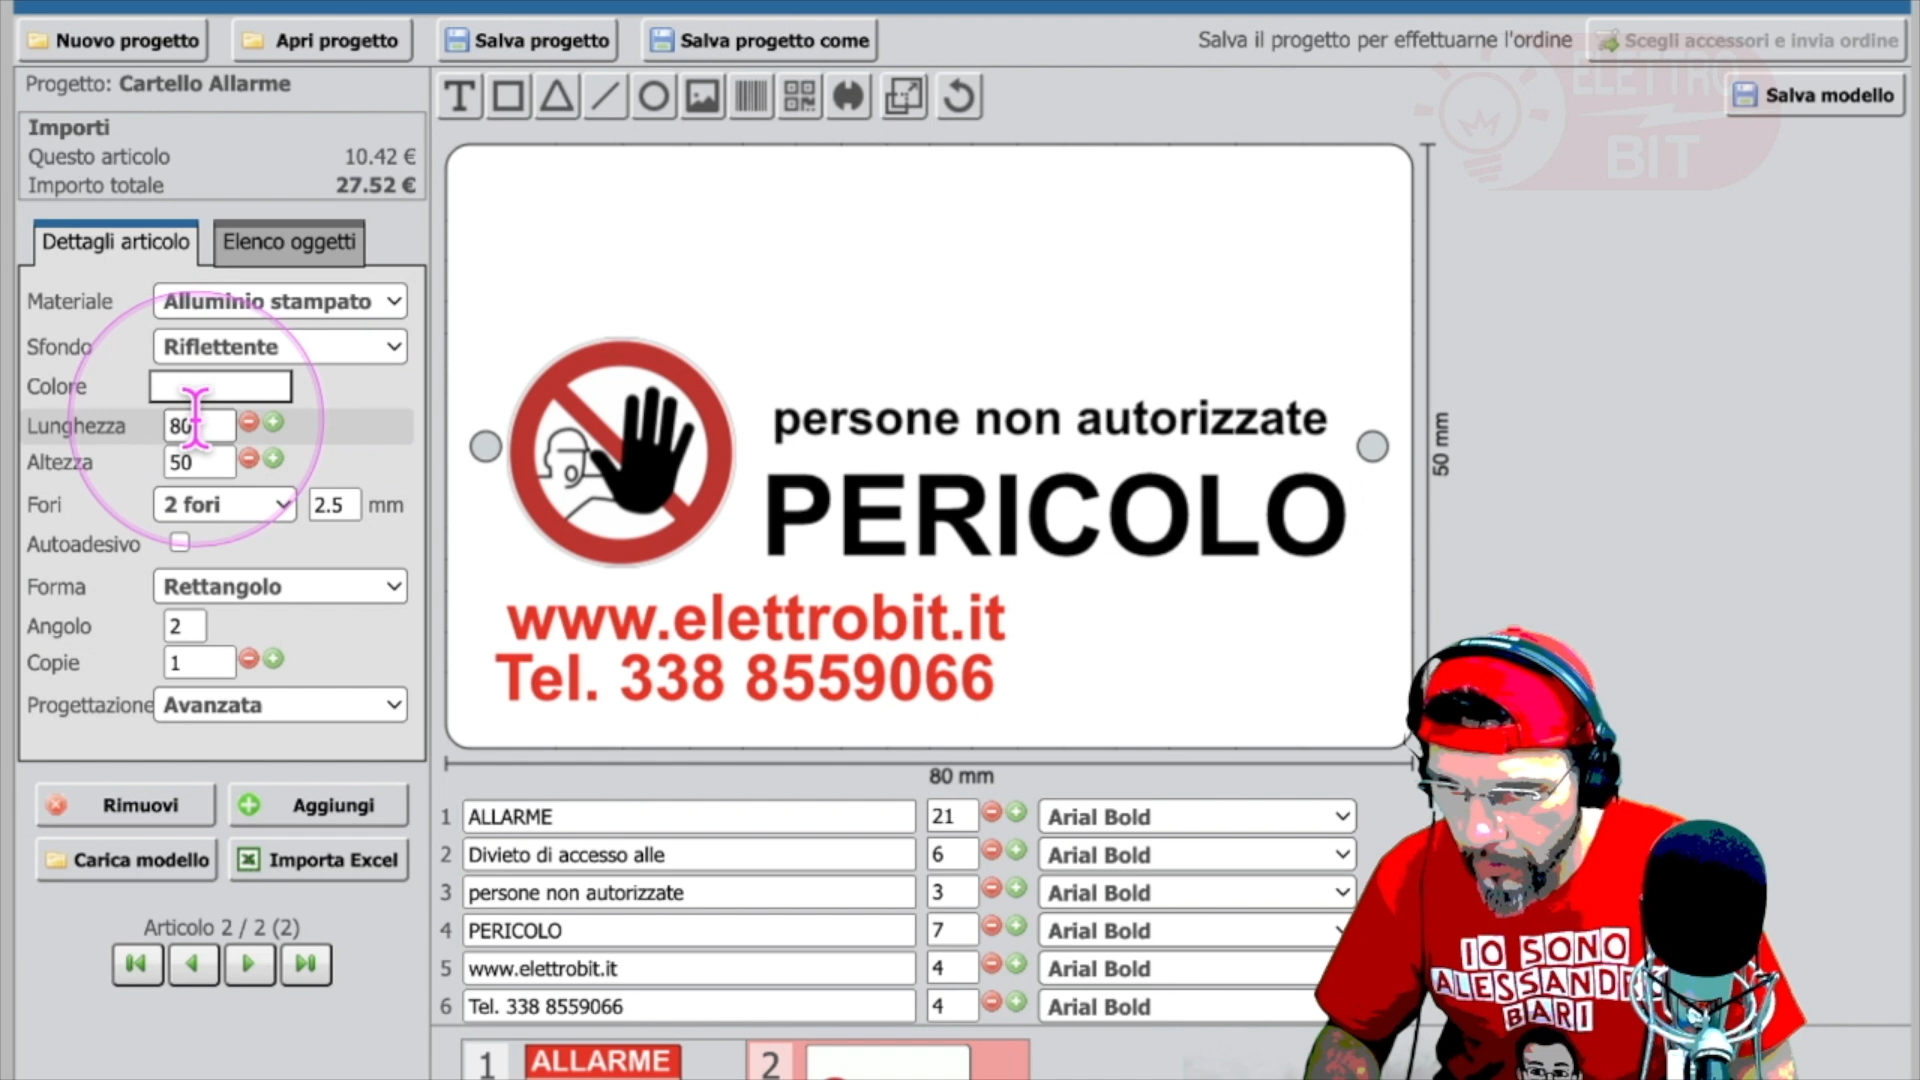 Nuovo progetto
Apri progetto
Salva progetto
Salva progetto come
Salva il progetto per effettuarne l'ordine
Scegli accessori e invia ordine
Progetto: Cartello Allarme
T
Salva modello
ELETTRO
BIT
Importi
Questo articolo 10.42 €
Importo totale 27.52 €
Dettagli articolo
Elenco oggetti
Materiale Alluminio stampato
Sfondo Riflettente
Colore
Lunghezza 80
Altezza 50
Fori 2 fori 2.5 mm
Autoadesivo
Forma Rettangolo
Angolo 2
Copie 1
Progettazione Avanzata
Rimuovi
Aggiungi
Carica modello
Importa Excel
Articolo 2 / 2 (2)
persone non autorizzate
PERICOLO
www.elettrobit.it
Tel. 338 8559066
50 mm
80 mm
1 ALLARME 21 Arial Bold
2 Divieto di accesso alle 6 Arial Bold
3 persone non autorizzate 3 Arial Bold
4 PERICOLO 7 Arial Bold
5 www.elettrobit.it 4 Arial Bold
6 Tel. 338 8559066 4 Arial Bold
1 ALLARME
2
IO SONO
ALESSANDRO
BARI